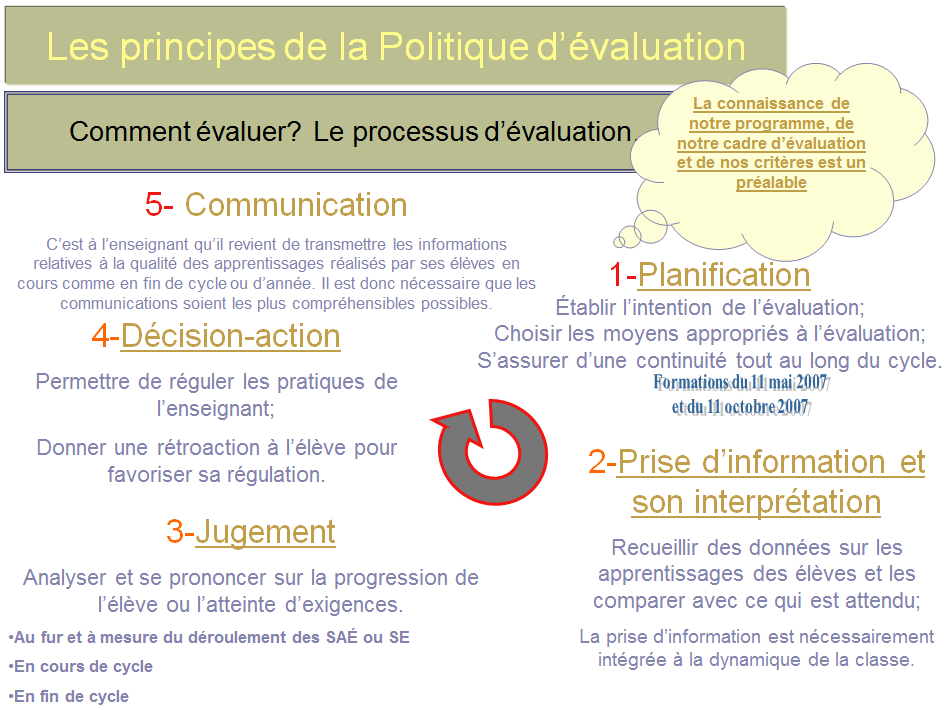 Les principes de la Politique d'évaluation
Comment évaluer? Le processus d'évaluation.
La connaissance de
notre programme, de
notre cadre d'évaluation
et de nos critères est un
préalable
1-Planification
Établir l'intention de l'évaluation;
Choisir les moyens appropriés à l'évaluation;
S'assurer d'une continuité tout au long du cycle.
Formations du 11 mai 2007
et du 11 octobre 2007
2-Prise d'information et
son interprétation
Recueillir des données sur les
apprentissages des élèves et les
comparer avec ce qui est attendu;
La prise d'information est nécessairement
intégrée à la dynamique de la classe.
3-Jugement
Analyser et se prononcer sur la progression de
l'élève ou l'atteinte d'exigences.
•Au fur et à mesure du déroulement des SAÉ ou SE
•En cours de cycle
•En fin de cycle
4-Décision-action
Permettre de réguler les pratiques de
l'enseignant;
Donner une rétroaction à l'élève pour
favoriser sa régulation.
5- Communication
C'est à l'enseignant qu'il revient de transmettre les informations
relatives à la qualité des apprentissages réalisés par ses élèves en
cours comme en fin de cycle ou d'année. Il est donc nécessaire que les
communications soient les plus compréhensibles possibles.